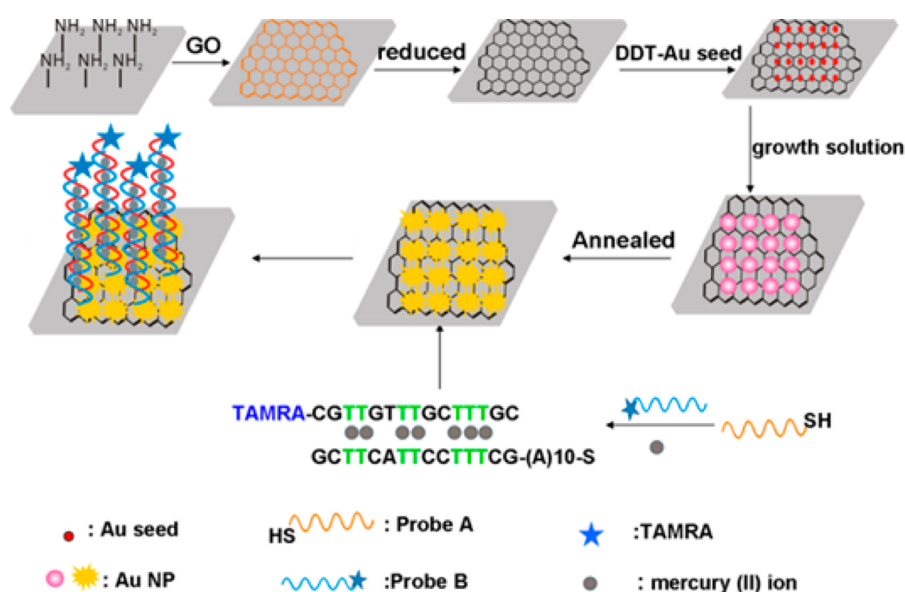 NH2 NH2 NH2
NH2 NH2 NH2
GO
reduced
DDT-Au seed
growth solution
Annealed
TAMRA-CGTTGTTTGCTTTGC
GCTTCATTCCTTTCG-(A)10-S
SH
: Au seed
HS
: Probe A
:TAMRA
: Au NP
:Probe B
: mercury (II) ion